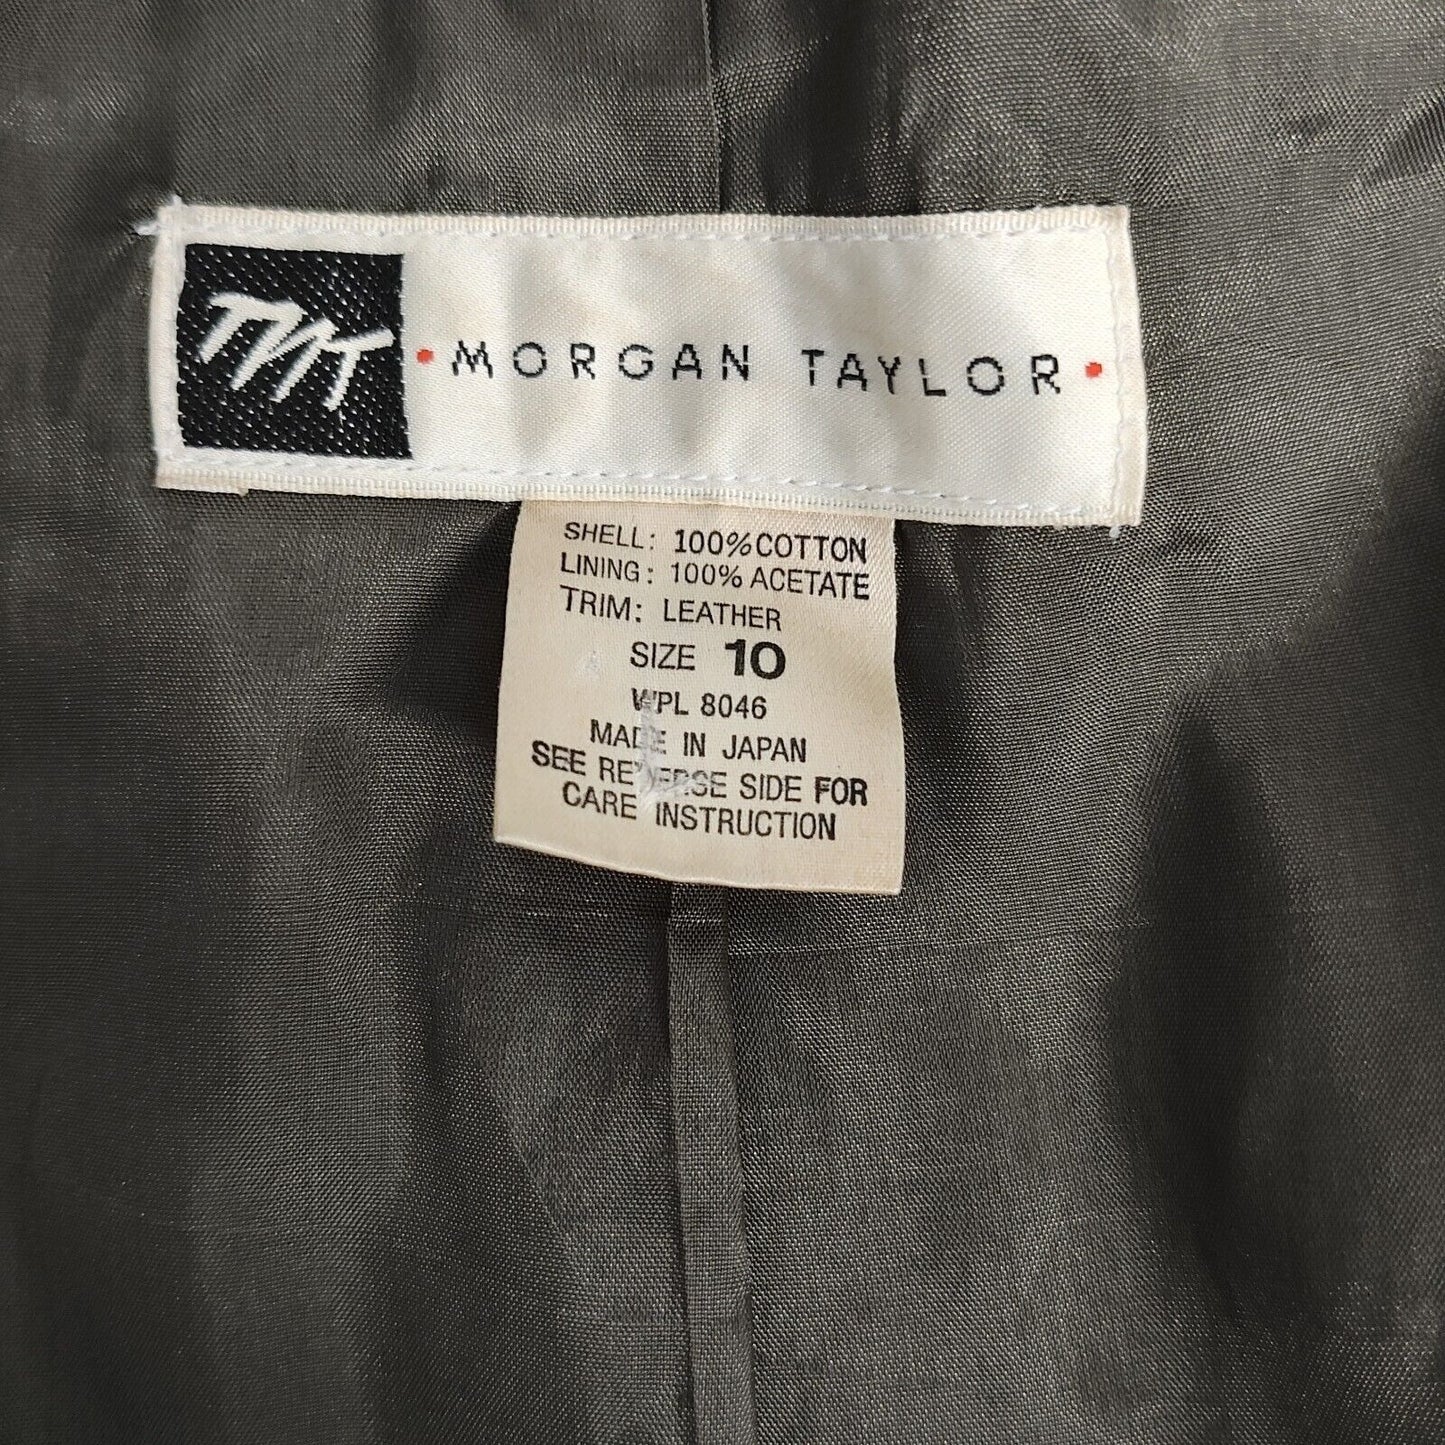 • MORGAN TAYLOR •
SHELL: 100% COTTON
LINING: 100% ACETATE
TRIM: LEATHER
SIZE 10
WPL 8046
MADE IN JAPAN
SEE REVERSE SIDE FOR
CARE INSTRUCTION